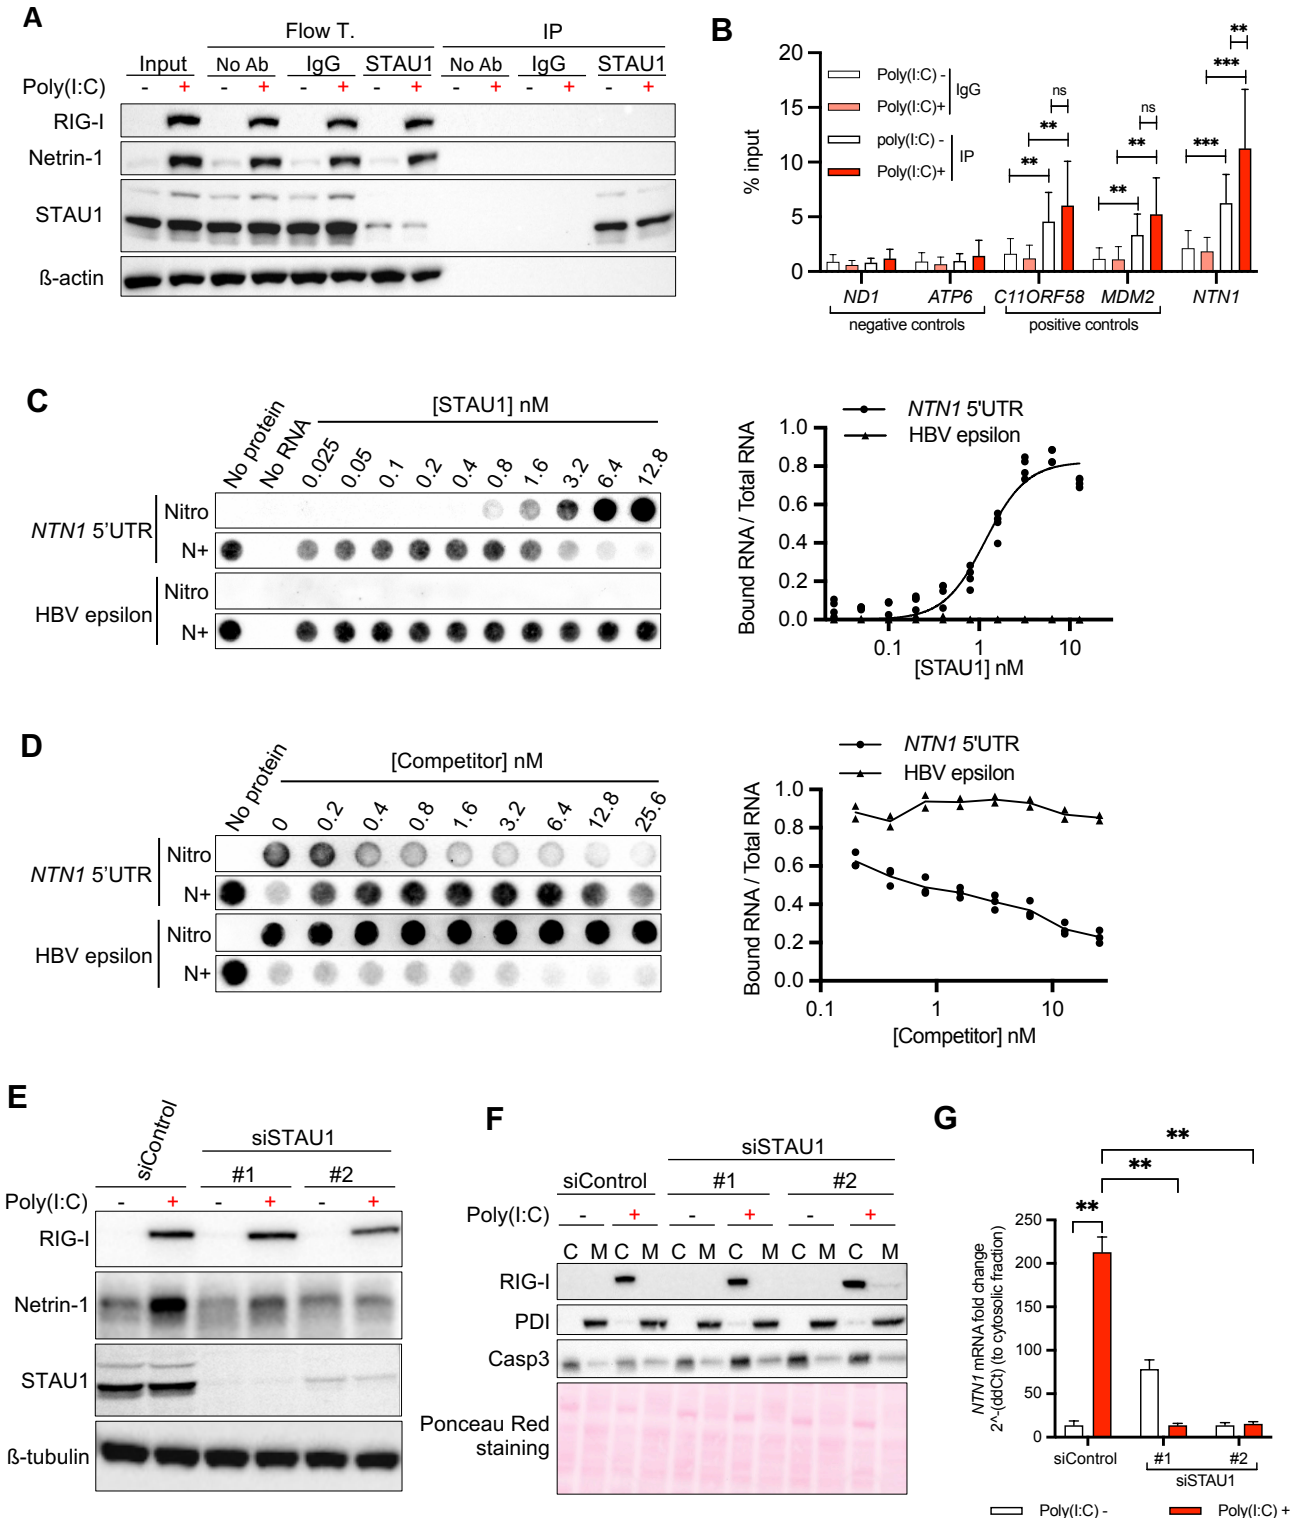 A
Flow T.
IP
Input
No Ab
IgG
STAU1
No Ab
IgG
STAU1
Poly(I:C)
- + - + - + - + - + - + - +
RIG-I
Netrin-1
STAU1
ß-actin
B
% input
20
15
10
5
0
Poly(I:C) -
Poly(I:C)+
IgG
poly(I:C) -
Poly(I:C)+
IP
** ns **
** ns **
*** *** **
ND1
ATP6
C11ORF58
MDM2
NTN1
negative controls
positive controls
C
[STAU1] nM
No protein
No RNA
0.025
0.05
0.1
0.2
0.4
0.8
1.6
3.2
6.4
12.8
NTN1 5'UTR
Nitro
N+
HBV epsilon
Nitro
N+
NTN1 5'UTR
HBV epsilon
Bound RNA / Total RNA
1.0
0.8
0.6
0.4
0.2
0.0
0.1 1 10
[STAU1] nM
D
[Competitor] nM
No protein
0
0.2
0.4
0.8
1.6
3.2
6.4
12.8
25.6
NTN1 5'UTR
Nitro
N+
HBV epsilon
Nitro
N+
NTN1 5'UTR
HBV epsilon
Bound RNA / Total RNA
1.0
0.8
0.6
0.4
0.2
0.0
0.1 1 10
[Competitor] nM
E
siControl
siSTAU1
#1 #2
Poly(I:C) - + - + - +
RIG-I
Netrin-1
STAU1
ß-tubulin
F
siSTAU1
siControl #1 #2
Poly(I:C) - + - + - +
C M C M C M C M C M C M
RIG-I
PDI
Casp3
Ponceau Red
staining
G
**
**
**
NTN1 mRNA fold change
2^-(ddCt) (to cytosolic fraction)
250
200
150
100
50
0
siControl #1 #2
siSTAU1
Poly(I:C) - Poly(I:C) +